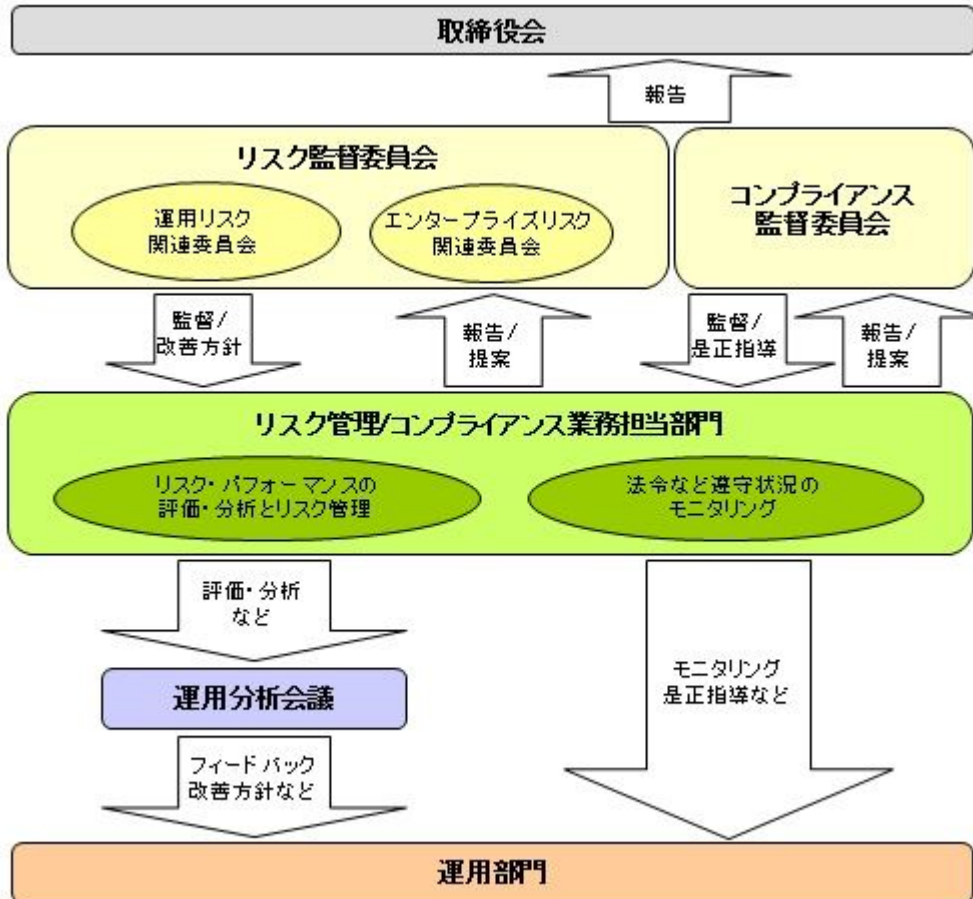 取締役会
報告
リスク監督委員会
運用リスク
関連委員会
エンタープライズリスク
関連委員会
コンプライアンス
監督委員会
監督/
改善方針
報告/
提案
監督/
是正指導
報告/
提案
リスク管理/コンプライアンス業務担当部門
リスク・パフォーマンスの
評価・分析とリスク管理
法令など遵守状況の
モニタリング
評価・分析
など
運用分析会議
フィードバック
改善方針など
モニタリング
是正指導など
運用部門